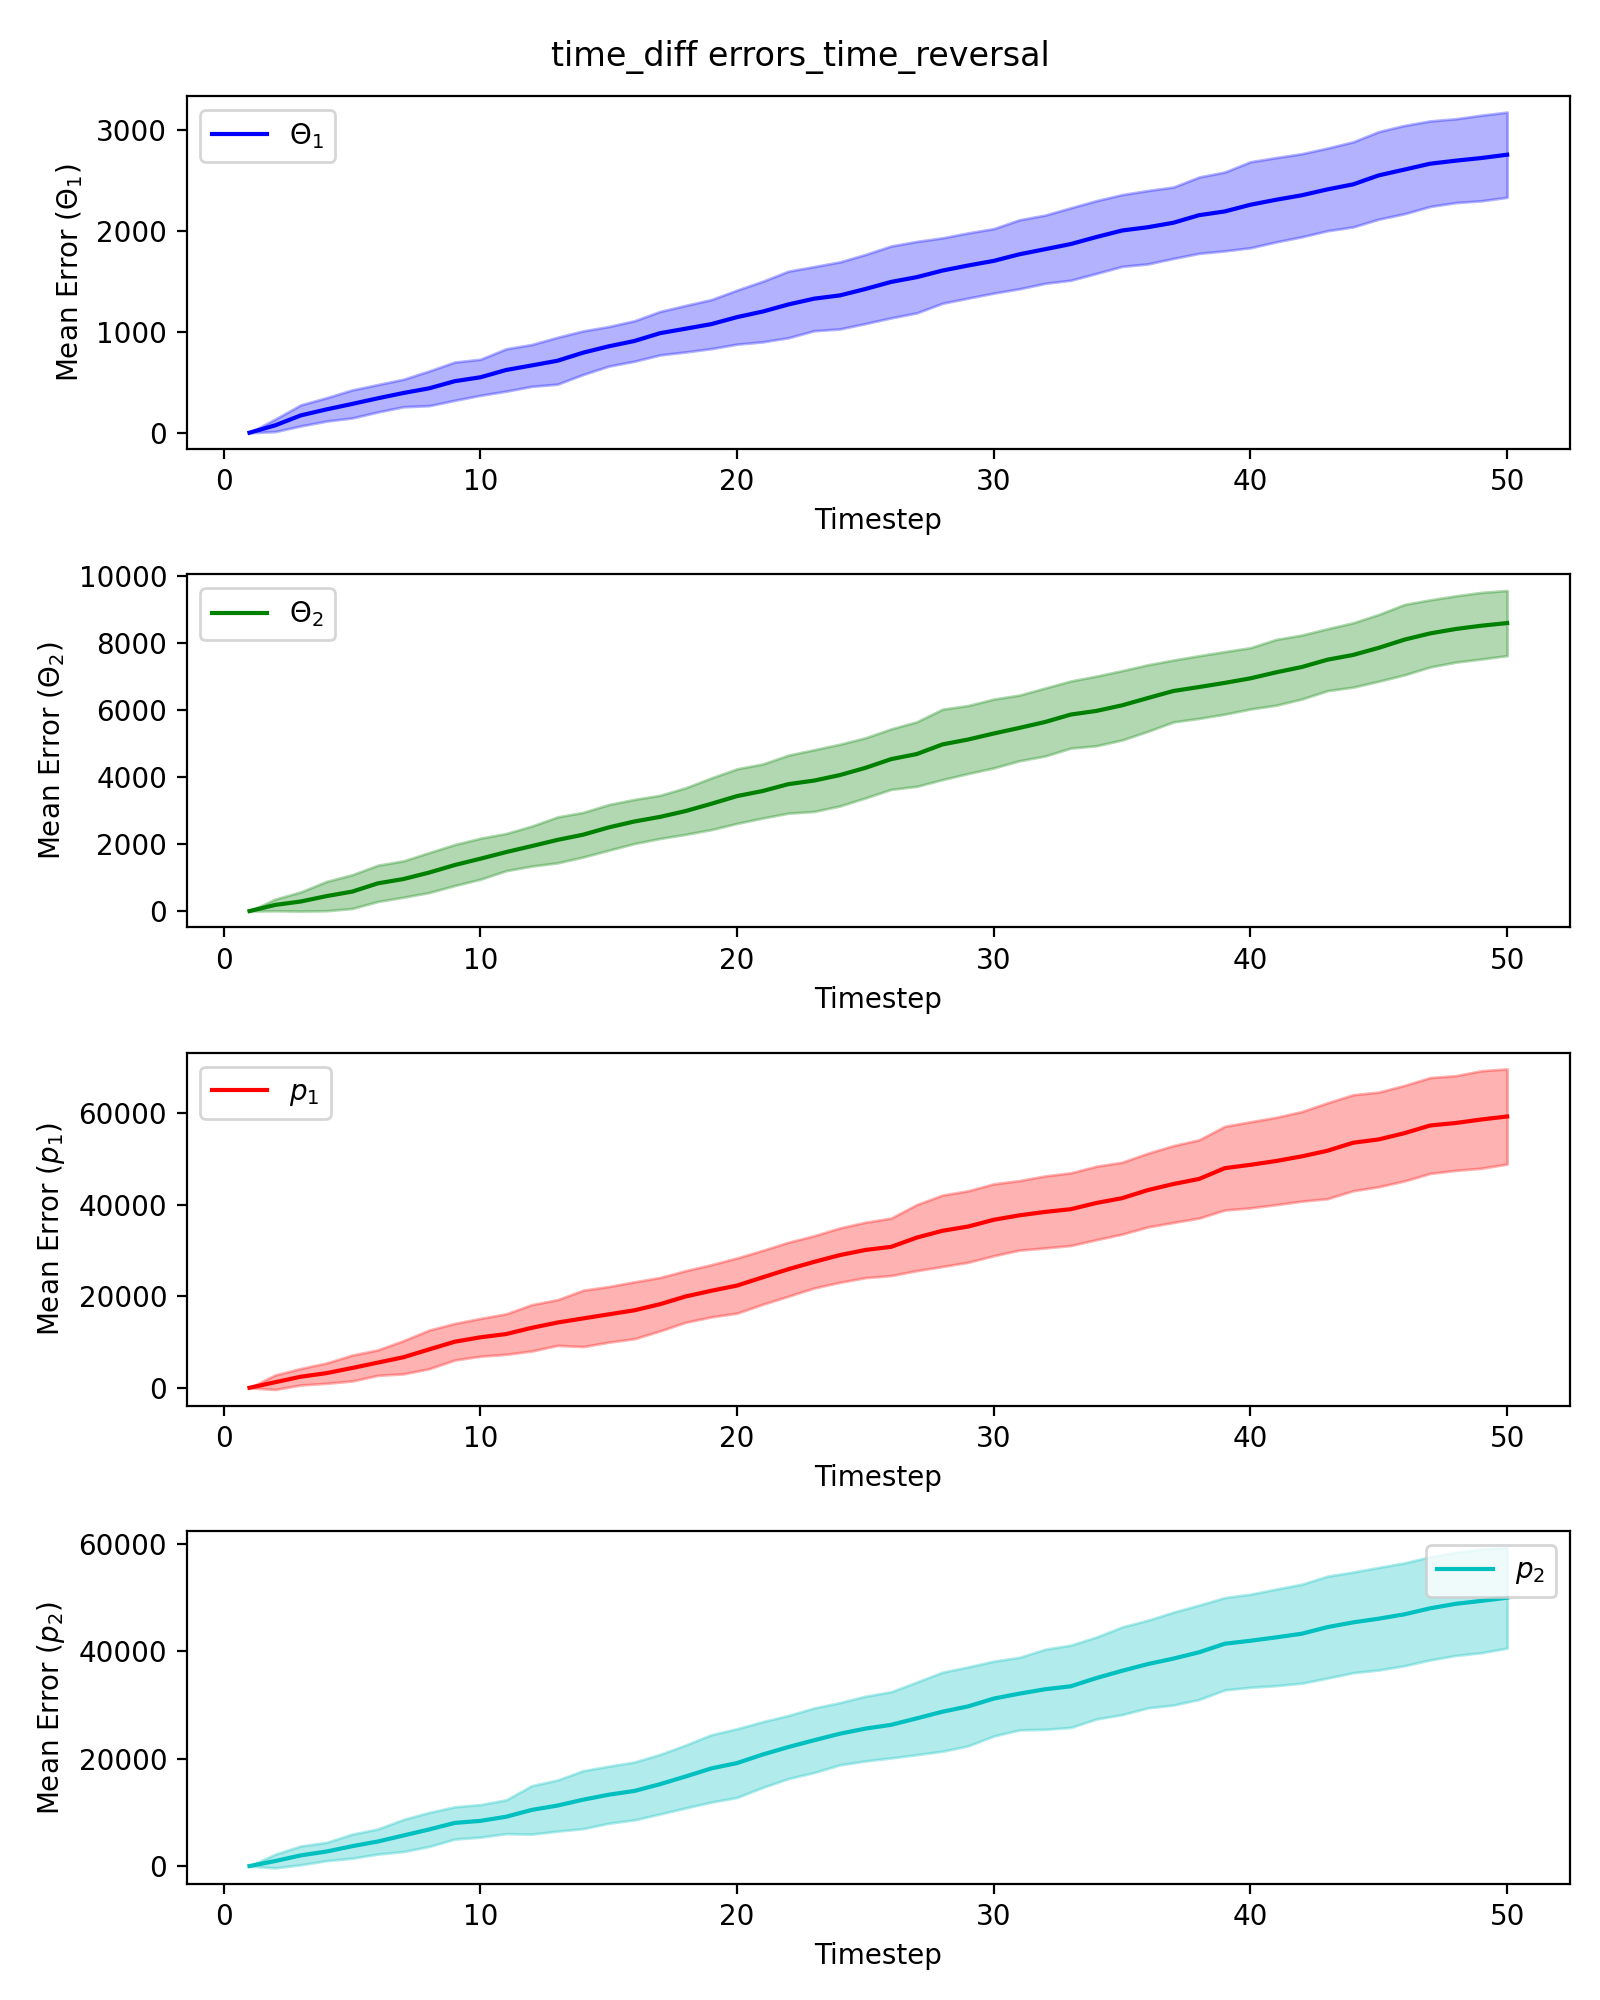 time_diff errors_time_reversal
Θ₁
Mean Error (Θ₁)
3000
2000
1000
0
0 10 20 30 40 50
Timestep
Θ₂
Mean Error (Θ₂)
10000
8000
6000
4000
2000
0
0 10 20 30 40 50
Timestep
p₁
Mean Error (p₁)
60000
40000
20000
0
0 10 20 30 40 50
Timestep
p₂
Mean Error (p₂)
60000
40000
20000
0
0 10 20 30 40 50
Timestep